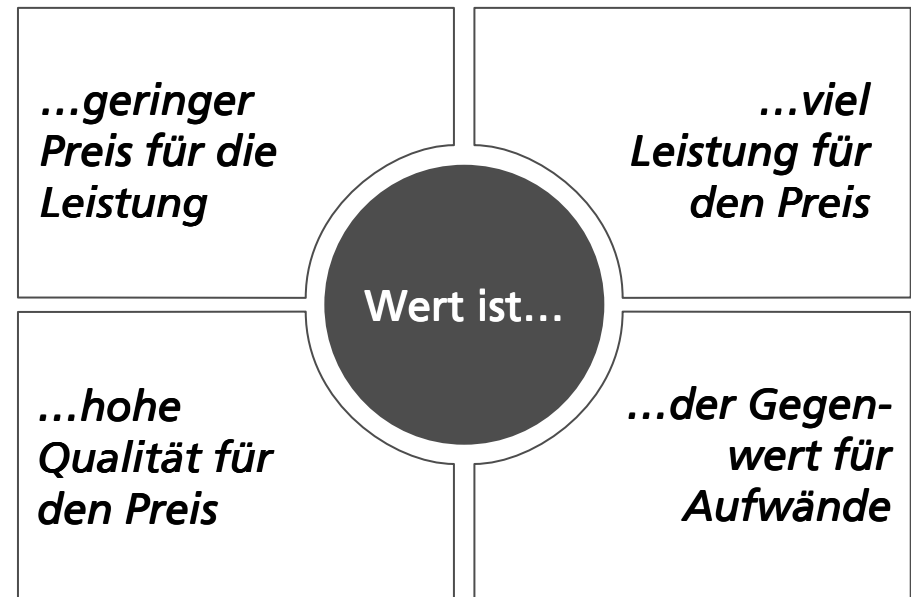 …geringer
Preis für die
Leistung
…viel
Leistung für
den Preis
Wert ist…
…hohe
Qualität für
den Preis
…der Gegen-
wert für
Aufwände